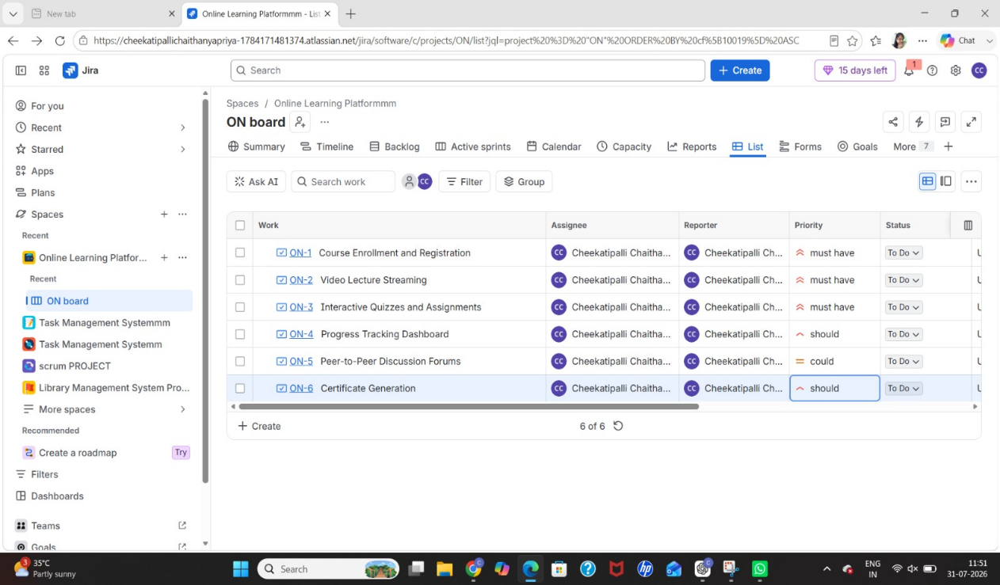 New tab
Online Learning Platformmm - List
https://cheekatipallichaithanyapriya-1784171481374.atlassian.net/jira/software/c/projects/ON/list?jql=project%20%3D%20"ON"%20ORDER%20BY%20cf%5B10019%5D%20ASC
Chat
Jira
Search
+ Create
15 days left
1
CC
For you
Recent
Starred
Apps
Plans
Spaces
Recent
Online Learning Platfor...
Recent
ON board
Task Management Systemmm
Task Management Systemm
scrum PROJECT
Library Management System Pro...
More spaces
Recommended
Create a roadmap Try
Filters
Dashboards
Teams
Goals
Spaces / Online Learning Platformmm
ON board
Summary Timeline Backlog Active sprints Calendar Capacity Reports List Forms Goals More 7
Ask AI Search work CC Filter Group
Work Assignee Reporter Priority Status
ON-1 Course Enrollment and Registration CC Cheekatipalli Chaitha... CC Cheekatipalli Ch... must have To Do U
ON-2 Video Lecture Streaming CC Cheekatipalli Chaitha... CC Cheekatipalli Ch... must have To Do U
ON-3 Interactive Quizzes and Assignments CC Cheekatipalli Chaitha... CC Cheekatipalli Ch... must have To Do U
ON-4 Progress Tracking Dashboard CC Cheekatipalli Chaitha... CC Cheekatipalli Ch... should To Do U
ON-5 Peer-to-Peer Discussion Forums CC Cheekatipalli Chaitha... CC Cheekatipalli Ch... could To Do U
ON-6 Certificate Generation CC Cheekatipalli Chaitha... CC Cheekatipalli Ch... should To Do U
+ Create 6 of 6
3
35°C
Partly sunny
Search
hp
ENG
IN
11:51
31-07-2026